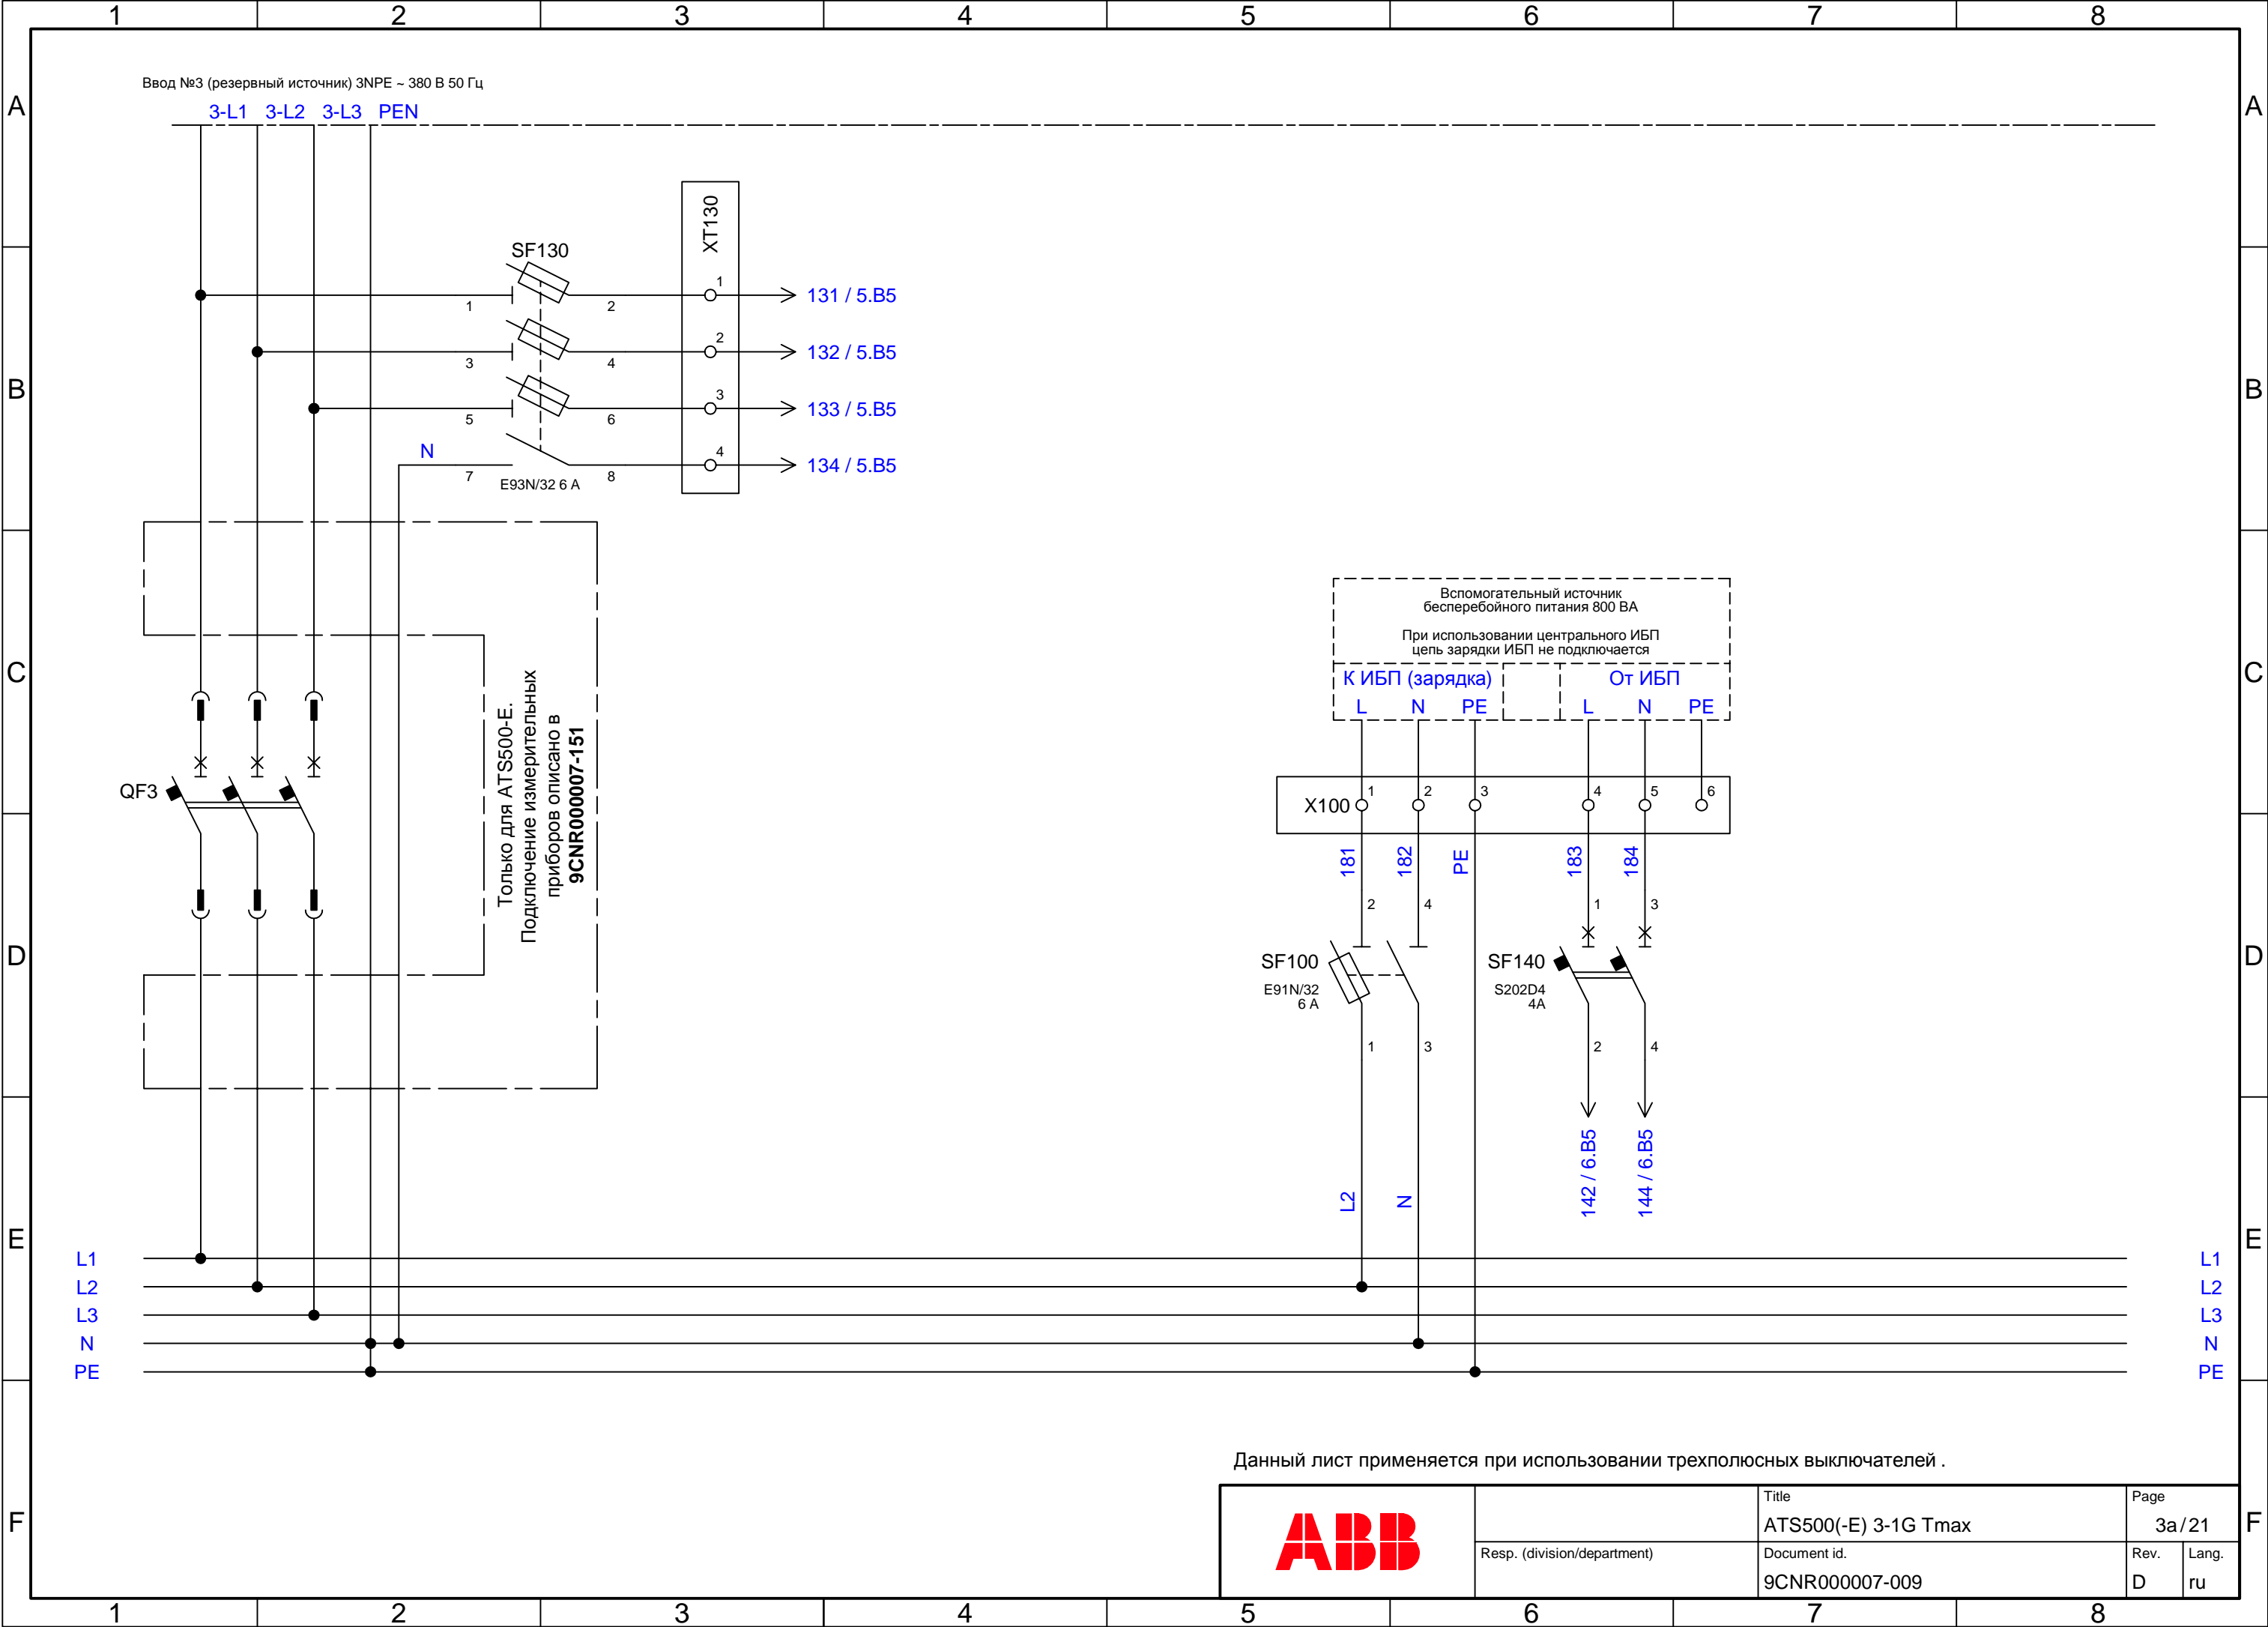 1 2 3 4 5 6 7 8
Ввод №3 (резервный источник) 3NPE ~ 380 В 50 Гц
A A
3-L1 3-L2 3-L3 PEN
XT130
SF130
1
1 2 131 / 5.B5
2
3 4 132 / 5.B5
B B
3
5 6 133 / 5.B5
N
4
7 8 134 / 5.B5
E93N/32 6 A
Вспомогательный источник
бесперебойного питания 800 ВА
При использовании центрального ИБП
цепь зарядки ИБП не подключается
C C
К ИБП (зарядка) От ИБП
L N PE L N PE
Только для ATS500-E.
Подключение измерительных
приборов описано в
9CNR000007-151
QF3
X100 1 2 3 4 5 6
181 182 PE 183 184
2 4 1 3
D D
SF100
E91N/32
6 A
SF140
S202D4
4A
1 3 2 4
L2 N 142 / 6.B5 144 / 6.B5
E E
L1 L1
L2 L2
L3 L3
N N
PE PE
Данный лист применяется при использовании трехполюсных выключателей .
F F
ABB
Title
ATS500(-E) 3-1G Tmax
Page
3a / 21
Resp. (division/department)
Document id.
9CNR000007-009
Rev.
D
Lang.
ru
1 2 3 4 5 6 7 8